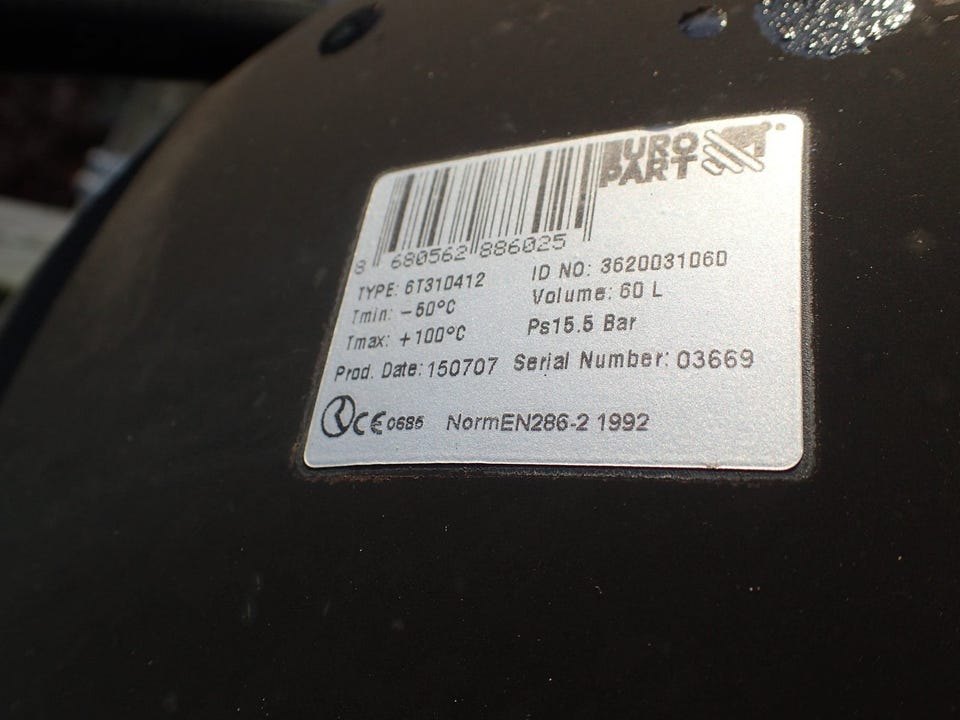 EURO
PART
8 680562 886025
TYPE: 6T310412
ID NO: 3620031060
Tmin: -50°C
Volume: 60 L
Tmax: +100°C
Ps15.5 Bar
Prod. Date: 150707
Serial Number: 03669
CE 0685 NormEN286-2 1992